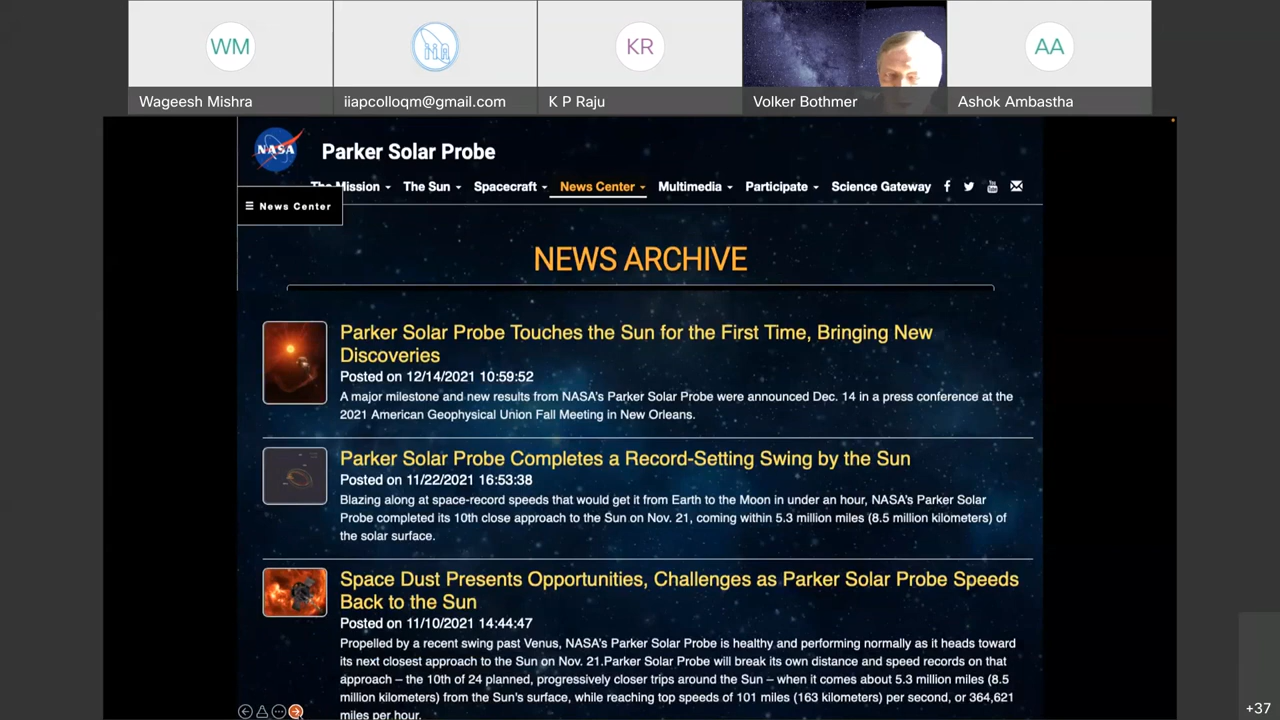 WM
KR
AA
Wageesh Mishra
iiapcolloqm@gmail.com
K P Raju
Volker Bothmer
Ashok Ambastha
NASA
Parker Solar Probe
The Mission
The Sun
Spacecraft
News Center
Multimedia
Participate
Science Gateway
News Center
NEWS ARCHIVE
Parker Solar Probe Touches the Sun for the First Time, Bringing New
Discoveries
Posted on 12/14/2021 10:59:52
A major milestone and new results from NASA's Parker Solar Probe were announced Dec. 14 in a press conference at the
2021 American Geophysical Union Fall Meeting in New Orleans.
Parker Solar Probe Completes a Record-Setting Swing by the Sun
Posted on 11/22/2021 16:53:38
Blazing along at space-record speeds that would get it from Earth to the Moon in under an hour, NASA's Parker Solar
Probe completed its 10th close approach to the Sun on Nov. 21, coming within 5.3 million miles (8.5 million kilometers) of
the solar surface.
Space Dust Presents Opportunities, Challenges as Parker Solar Probe Speeds
Back to the Sun
Posted on 11/10/2021 14:44:47
Propelled by a recent swing past Venus, NASA's Parker Solar Probe is healthy and performing normally as it heads toward
its next closest approach to the Sun on Nov. 21.Parker Solar Probe will break its own distance and speed records on that
approach – the 10th of 24 planned, progressively closer trips around the Sun – when it comes about 5.3 million miles (8.5
million kilometers) from the Sun's surface, while reaching top speeds of 101 miles (163 kilometers) per second, or 364,621
miles per hour.
+37